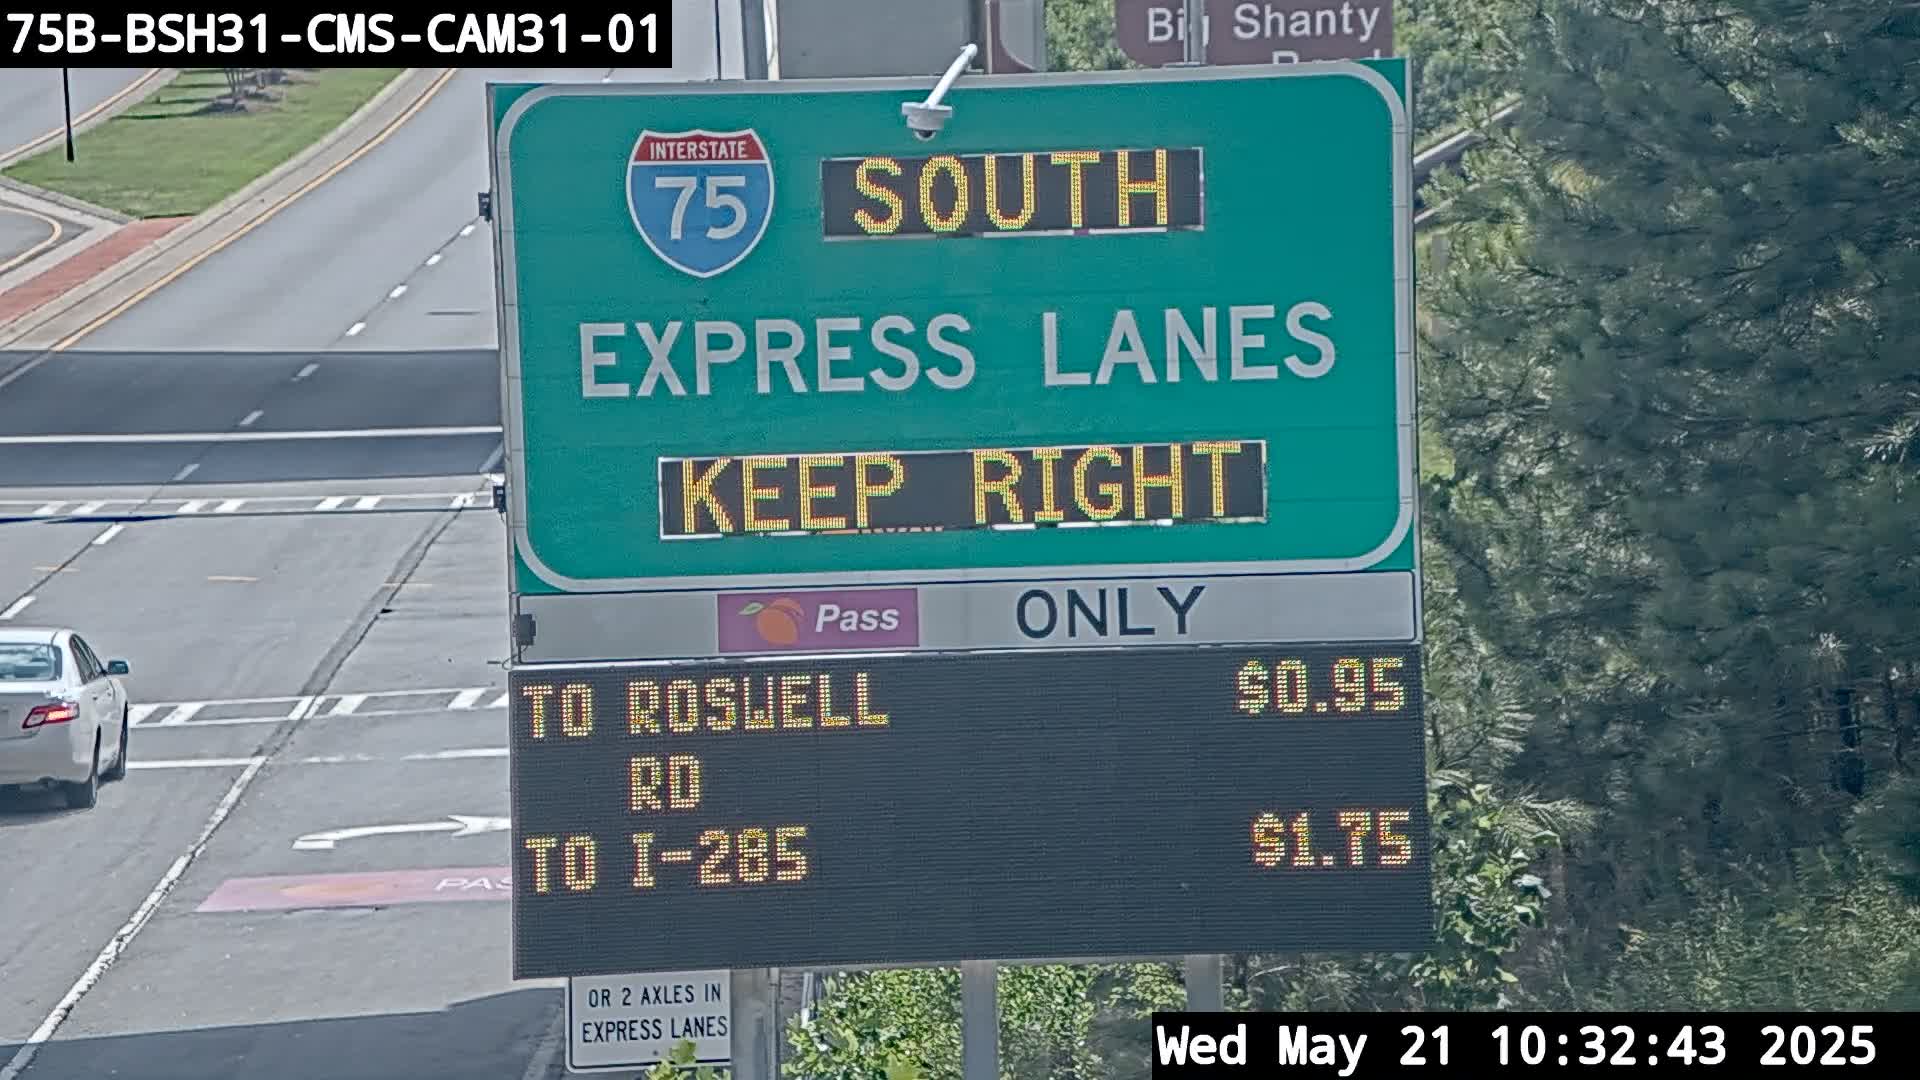 75B-BSH31-CMS-CAM31-01
Big Shanty
INTERSTATE
75
SOUTH
EXPRESS LANES
KEEP RIGHT
Pass
ONLY
TO ROSWELL $0.95
RD
TO I-285 $1.75
OR 2 AXLES IN
EXPRESS LANES
Wed May 21 10:32:43 2025